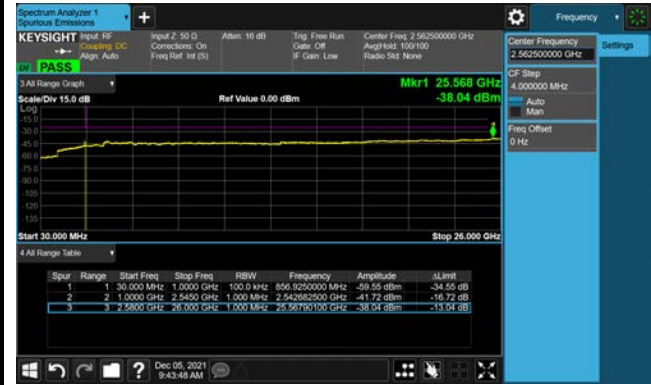 Spectrum Analyzer 1
Spurious Emissions
Frequency
KEYSIGHT Input: RF
Coupling: DC
Align: Auto
Input Z: 50 Ω
Corrections: On
Freq Ref: Int (S)
Atten: 16 dB
Trig: Free Run
Gate: Off
IF Gain: Low
Center Freq: 2.562500000 GHz
Avg|Hold: 100/100
Radio Std: None
PASS
Center Frequency
2.562500000 GHz
Settings
CF Step
4.000000 MHz
Auto
Man
Freq Offset
0 Hz
3 All Range Graph
Mkr1 25.568 GHz
Scale/Div 15.0 dB
Ref Value 0.00 dBm
-38.04 dBm
Log
-15.0
-30.0
-45.0
-60.0
-75.0
-90.0
-105
-120
-135
Start 30.000 MHz
Stop 26.000 GHz
4 All Range Table
Spur Range Start Freq Stop Freq RBW Frequency Amplitude ΔLimit
1 1 30.000 MHz 1.0000 GHz 100.0 kHz 856.9250000 MHz -59.55 dBm -34.55 dB
2 2 1.0000 GHz 2.5450 GHz 1.000 MHz 2.542682500 GHz -41.72 dBm -16.72 dB
3 3 2.5800 GHz 26.000 GHz 1.000 MHz 25.56790100 GHz -38.04 dBm -13.04 dB
Dec 05, 2021
9:43:48 AM